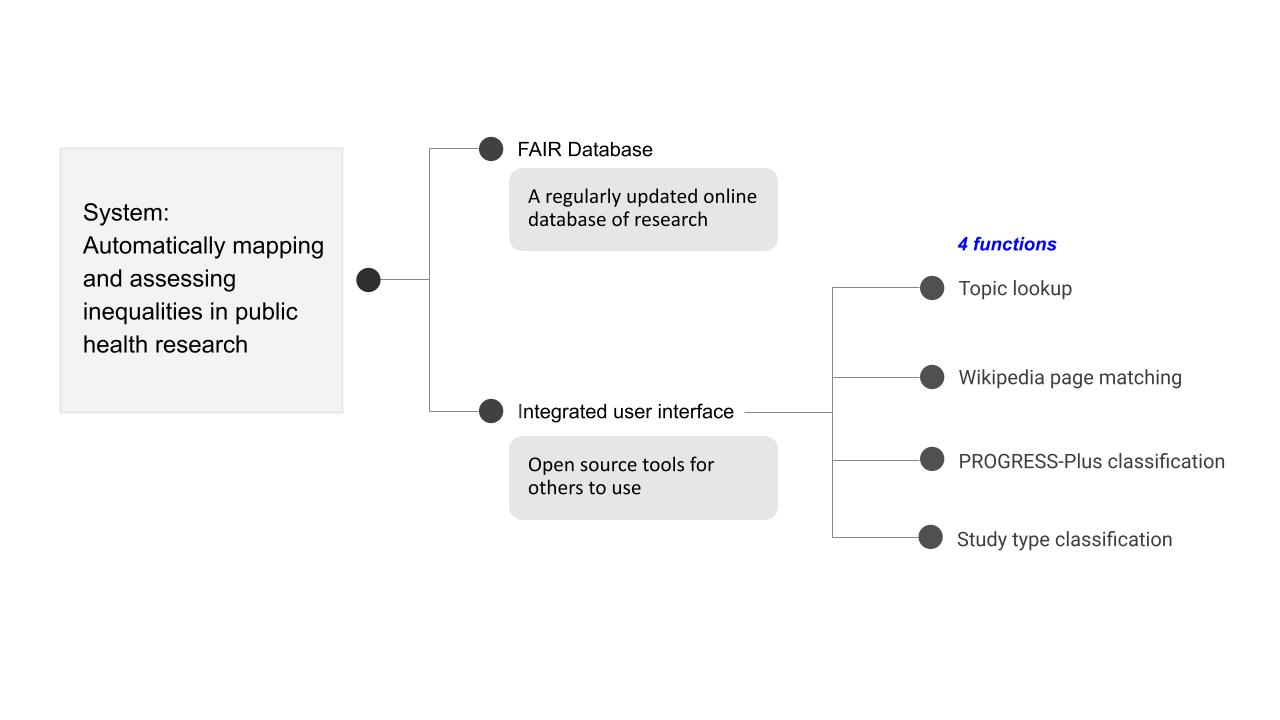 System:
Automatically mapping
and assessing
inequalities in public
health research
FAIR Database
A regularly updated online
database of research
Integrated user interface
Open source tools for
others to use
4 functions
Topic lookup
Wikipedia page matching
PROGRESS-Plus classification
Study type classification